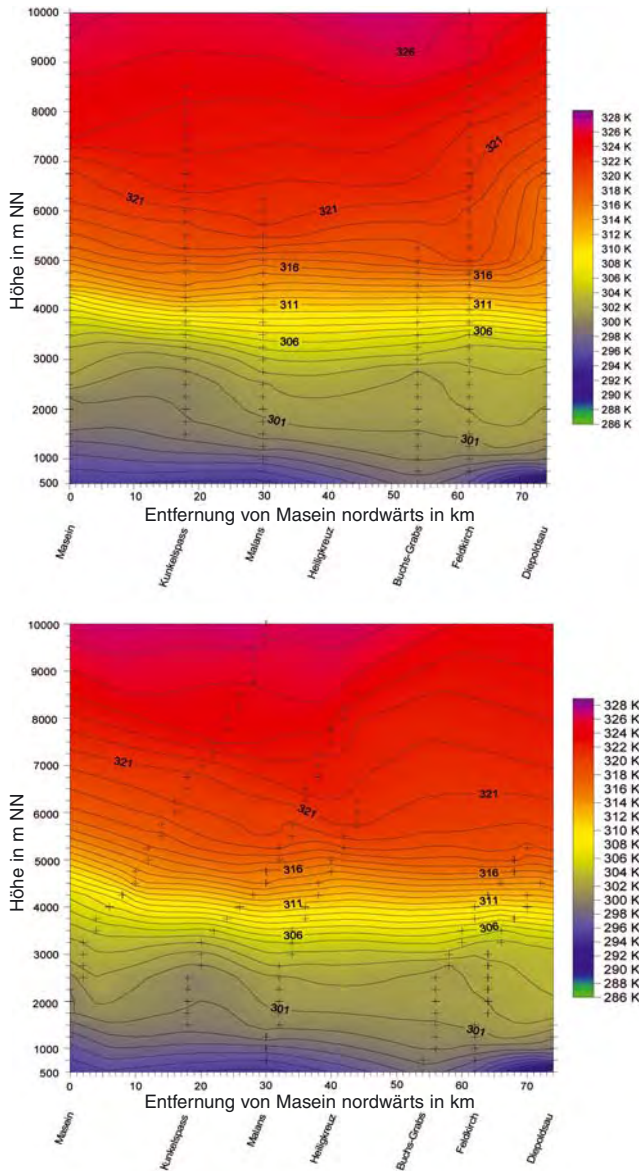 10000
9000
8000
7000
6000
5000
4000
3000
2000
1000
500
Höhe in m NN
326
321
321
321
316
316
311
311
306
306
301
301
328 K
326 K
324 K
322 K
320 K
318 K
316 K
314 K
312 K
310 K
308 K
306 K
304 K
302 K
300 K
298 K
296 K
294 K
292 K
290 K
288 K
286 K
0 10 20 30 40 50 60 70
Entfernung von Masein nordwärts in km
Masein
Kunkelspass
Malans
Heiligkreuz
Buchs-Grabs
Feldkirch
Diepoldsau
10000
9000
8000
7000
6000
5000
4000
3000
2000
1000
500
Höhe in m NN
321
321
321
316
316
311
311
306
306
301
301
328 K
326 K
324 K
322 K
320 K
318 K
316 K
314 K
312 K
310 K
308 K
306 K
304 K
302 K
300 K
298 K
296 K
294 K
292 K
290 K
288 K
286 K
0 10 20 30 40 50 60 70
Entfernung von Masein nordwärts in km
Masein
Kunkelspass
Malans
Heiligkreuz
Buchs-Grabs
Feldkirch
Diepoldsau